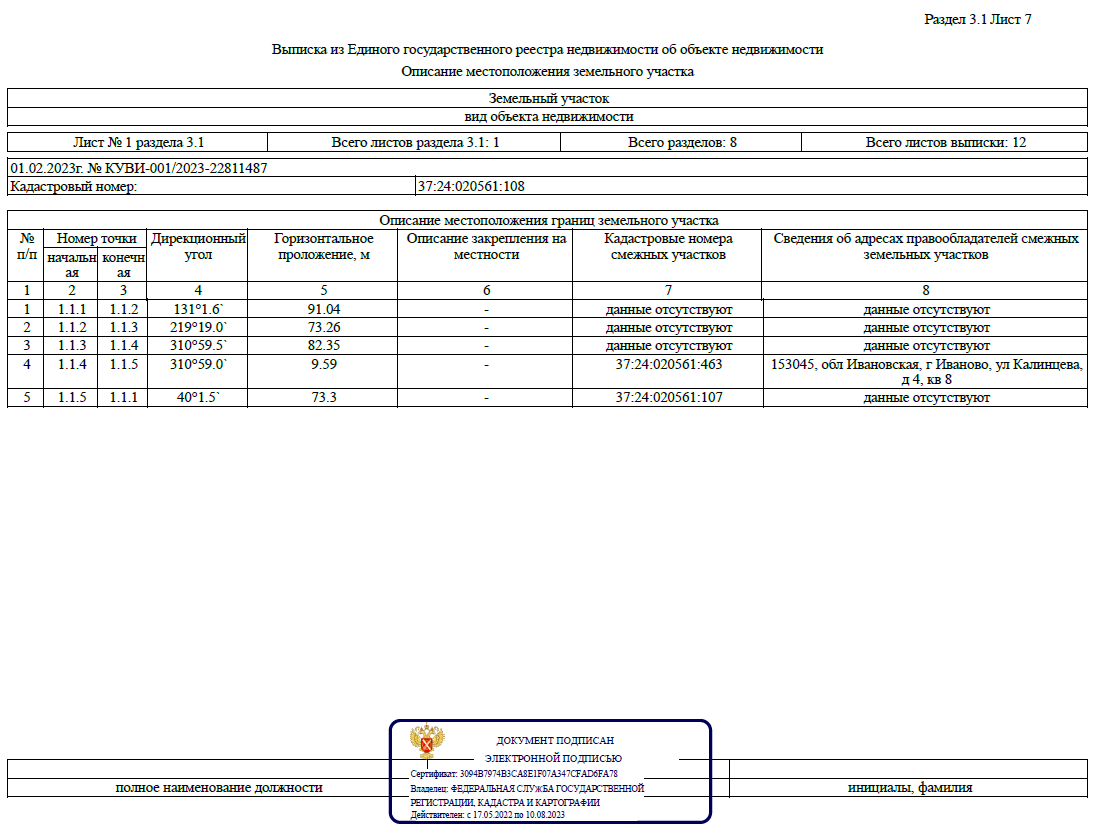 Раздел 3.1 Лист 7
Выписка из Единого государственного реестра недвижимости об объекте недвижимости
Описание местоположения земельного участка
Земельный участок
вид объекта недвижимости
Лист № 1 раздела 3.1 Всего листов раздела 3.1: 1 Всего разделов: 8 Всего листов выписки: 12
01.02.2023г. № КУВИ-001/2023-22811487
Кадастровый номер: 37:24:020561:108
Описание местоположения границ земельного участка
№ Номер точки Дирекционный Горизонтальное Описание закрепления на Кадастровые номера Сведения об адресах правообладателей смежных
п/п начальн конечн угол проложение, м местности смежных участков земельных участков
ая ая
1 2 3 4 5 6 7 8
1 1.1.1 1.1.2 131°1.6` 91.04 - данные отсутствуют данные отсутствуют
2 1.1.2 1.1.3 219°19.0` 73.26 - данные отсутствуют данные отсутствуют
3 1.1.3 1.1.4 310°59.5` 82.35 - данные отсутствуют данные отсутствуют
4 1.1.4 1.1.5 310°59.0` 9.59 - 37:24:020561:463 153045, обл Ивановская, г Иваново, ул Калинцева,
д 4, кв 8
5 1.1.5 1.1.1 40°1.5` 73.3 - 37:24:020561:107 данные отсутствуют
ДОКУМЕНТ ПОДПИСАН
ЭЛЕКТРОННОЙ ПОДПИСЬЮ
Сертификат: 3094B7974B3CA8E1F07A347CFAD6FA78
Владелец: ФЕДЕРАЛЬНАЯ СЛУЖБА ГОСУДАРСТВЕННОЙ
РЕГИСТРАЦИИ, КАДАСТРА И КАРТОГРАФИИ
Действителен: с 17.05.2022 по 10.08.2023
полное наименование должности инициалы, фамилия